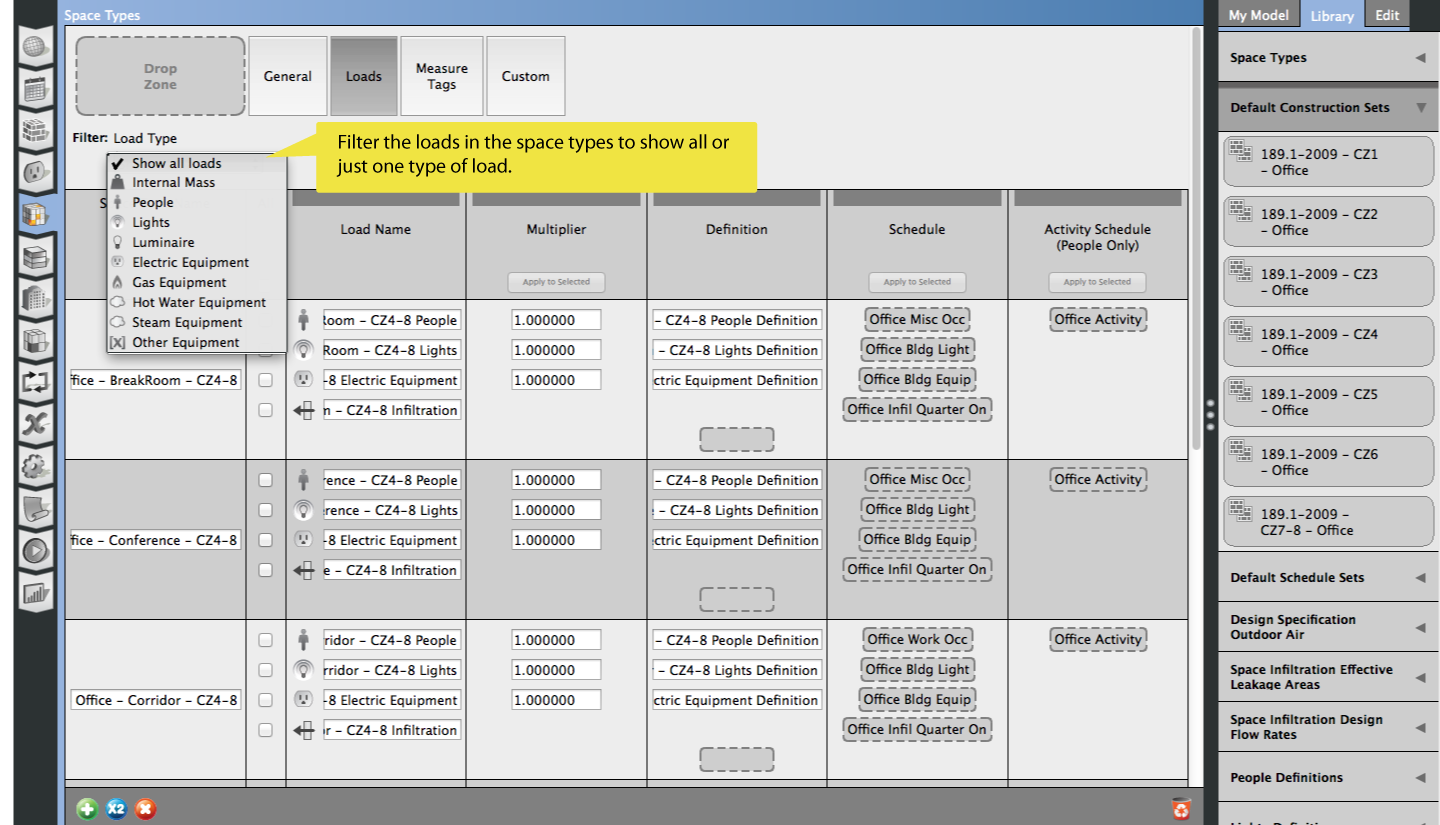 Space Types
My Model
Library
Edit
Drop
Zone
General
Loads
Measure
Tags
Custom
Filter: Load Type
Filter the loads in the space types to show all or
just one type of load.
✔ Show all loads
Internal Mass
People
Lights
Luminaire
Electric Equipment
Gas Equipment
Hot Water Equipment
Steam Equipment
[X] Other Equipment
S
Load Name
Multiplier
Definition
Schedule
Activity Schedule
(People Only)
Apply to Selected
Apply to Selected
Apply to Selected
Room – CZ4–8 People
1.000000
– CZ4–8 People Definition
Office Misc Occ
Office Activity
Room – CZ4–8 Lights
1.000000
– CZ4–8 Lights Definition
Office Bldg Light
fice – BreakRoom – CZ4–8
–8 Electric Equipment
1.000000
ctric Equipment Definition
Office Bldg Equip
n – CZ4–8 Infiltration
Office Infil Quarter On
rence – CZ4–8 People
1.000000
– CZ4–8 People Definition
Office Misc Occ
Office Activity
erence – CZ4–8 Lights
1.000000
– CZ4–8 Lights Definition
Office Bldg Light
fice – Conference – CZ4–8
–8 Electric Equipment
1.000000
ctric Equipment Definition
Office Bldg Equip
e – CZ4–8 Infiltration
Office Infil Quarter On
ridor – CZ4–8 People
1.000000
– CZ4–8 People Definition
Office Work Occ
Office Activity
rridor – CZ4–8 Lights
1.000000
– CZ4–8 Lights Definition
Office Bldg Light
Office – Corridor – CZ4–8
–8 Electric Equipment
1.000000
ctric Equipment Definition
Office Bldg Equip
or – CZ4–8 Infiltration
Office Infil Quarter On
X2
Space Types
Default Construction Sets
189.1–2009 – CZ1
– Office
189.1–2009 – CZ2
– Office
189.1–2009 – CZ3
– Office
189.1–2009 – CZ4
– Office
189.1–2009 – CZ5
– Office
189.1–2009 – CZ6
– Office
189.1–2009 –
CZ7–8 – Office
Default Schedule Sets
Design Specification
Outdoor Air
Space Infiltration Effective
Leakage Areas
Space Infiltration Design
Flow Rates
People Definitions